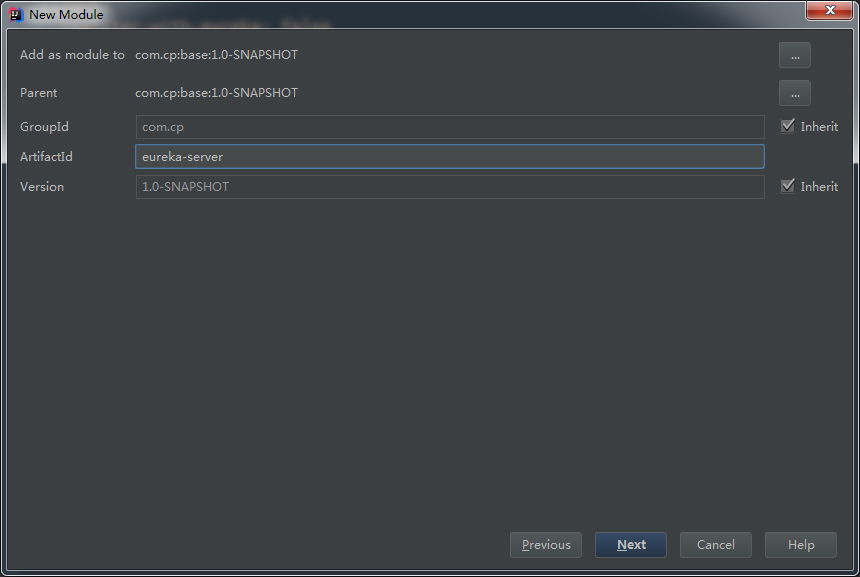 New Module
Add as module to com.cp:base:1.0-SNAPSHOT
...
Parent com.cp:base:1.0-SNAPSHOT
...
GroupId com.cp Inherit
ArtifactId eureka-server
Version 1.0-SNAPSHOT Inherit
Previous Next Cancel Help